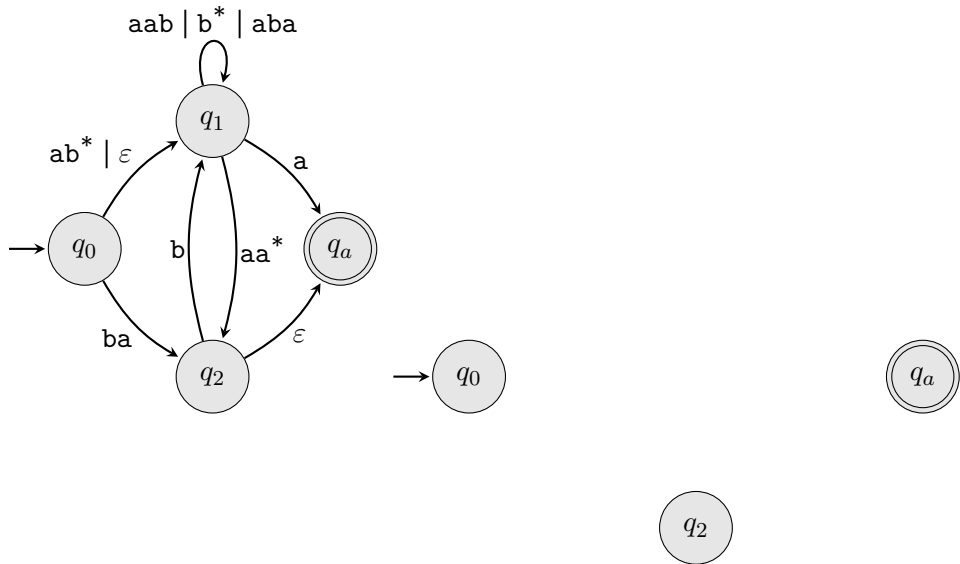 aab | b* | aba
q₁
ab* | ε
a
q₀
b
aa*
qₐ
ba
ε
q₂
q₀
qₐ
q₂